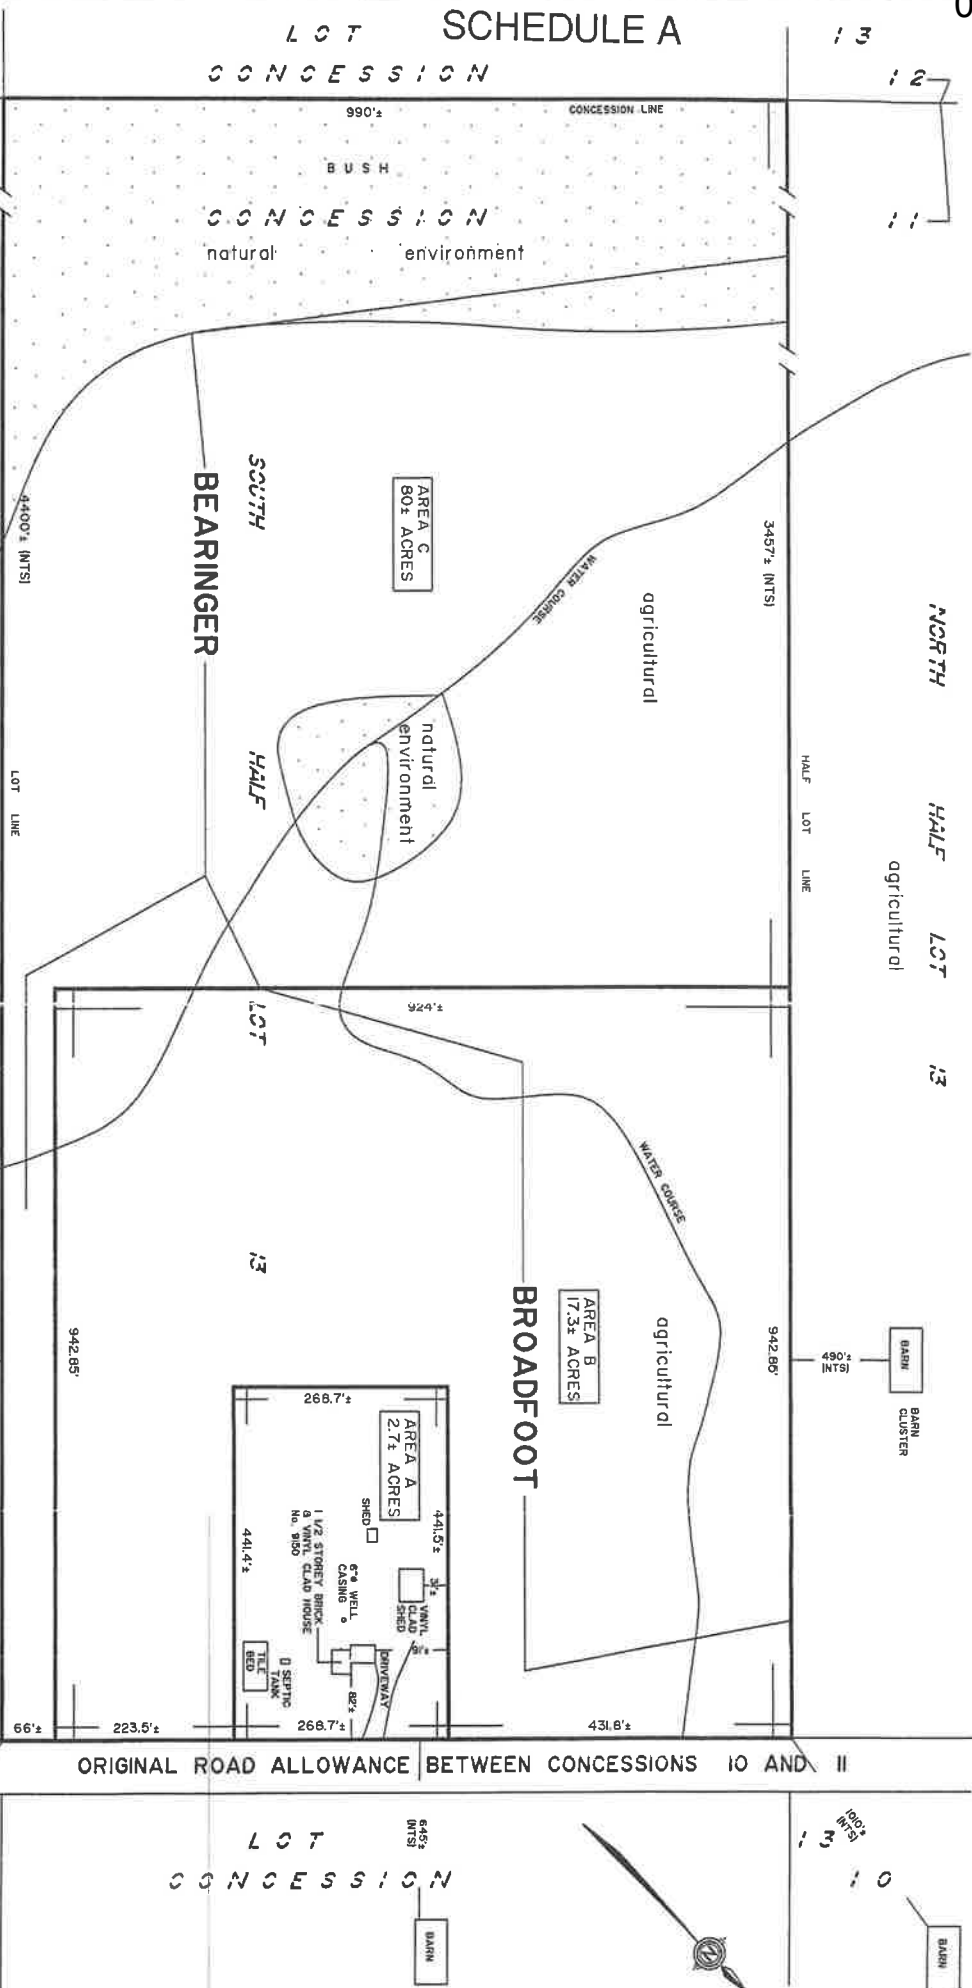 0
SCHEDULE A
LOT 13
CONCESSION 12
990'±
CONCESSION LINE
BUSH
CONCESSION 11
natural environment
4400'± (NTS)
SOUTH
BEARINGER
AREA C
80± ACRES
WATER COURSE
agricultural
3457'± (NTS)
NORTH
natural
environment
HALF
LOT LINE
HALF LOT LINE
HALF
agricultural
LOT
924'±
LOT
13
WATER COURSE
13
BROADFOOT
AREA B
17.3± ACRES
agricultural
942.85'
942.86'
490'±
(NTS)
BARN
BARN
CLUSTER
268.7'±
AREA A
2.7± ACRES
SHED
441.5'±
441.4'±
1 1/2 STOREY BRICK
& VINYL CLAD HOUSE
No. 9150
6"ø WELL
CASING
VINYL
CLAD
SHED
31'±
91'±
DRIVEWAY
82'±
SEPTIC
TANK
TILE
BED
66'±
223.5'±
268.7'±
431.8'±
ORIGINAL ROAD ALLOWANCE BETWEEN CONCESSIONS 10 AND 11
LOT 13
645'±
(NTS)
1010'±
(NTS)
CONCESSION 10
BARN
BARN
N